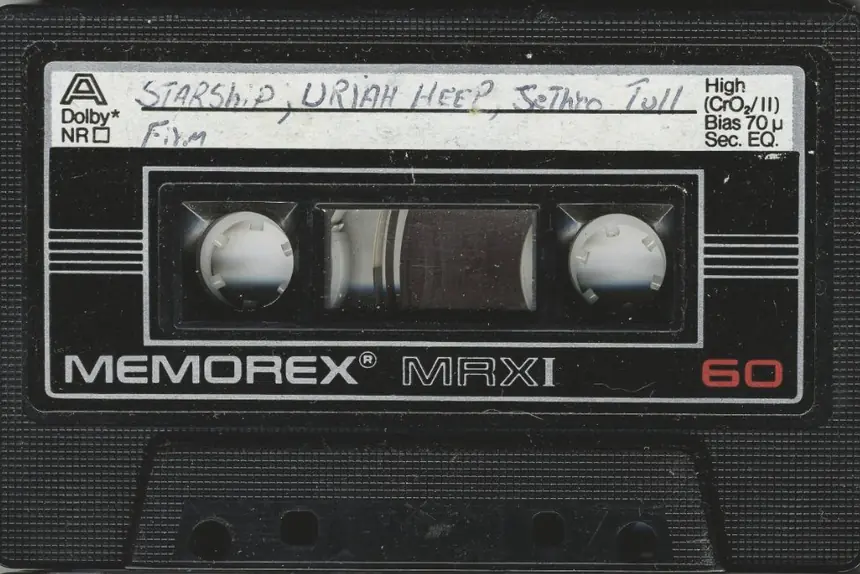 A
STARShip, URIAH HEEP, JeThro Tull
Firm
Dolby*
NR
High
(CrO₂/II)
Bias 70 µ
Sec. EQ.
MEMOREX® MRXI 60